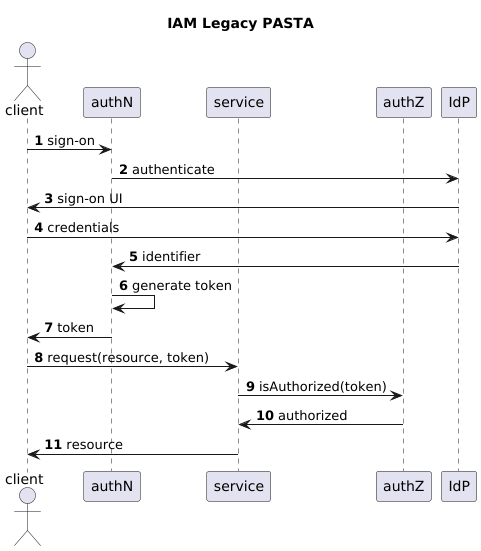 IAM Legacy PASTA
client
authN
service
authZ
IdP
1 sign-on
2 authenticate
3 sign-on UI
4 credentials
5 identifier
6 generate token
7 token
8 request(resource, token)
9 isAuthorized(token)
10 authorized
11 resource
client
authN
service
authZ
IdP